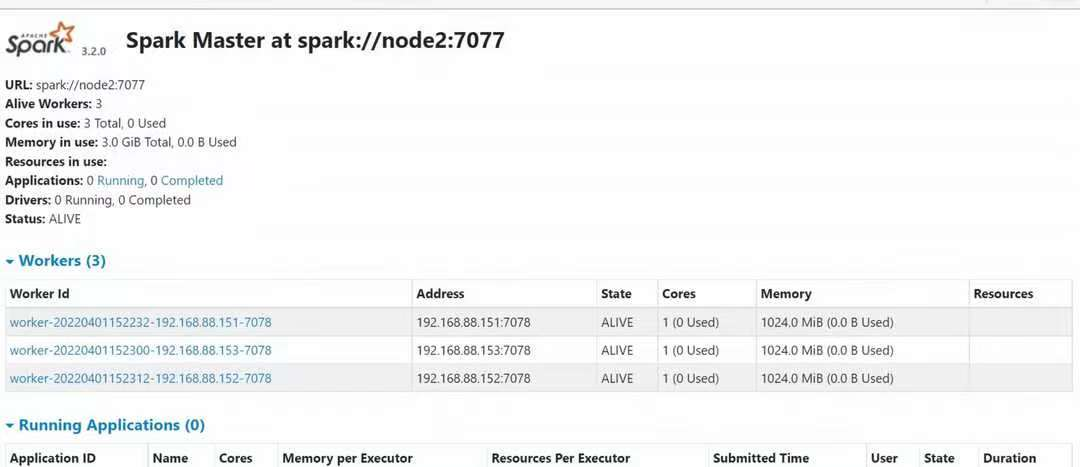 APACHE
Spark 3.2.0 Spark Master at spark://node2:7077
URL: spark://node2:7077
Alive Workers: 3
Cores in use: 3 Total, 0 Used
Memory in use: 3.0 GiB Total, 0.0 B Used
Resources in use:
Applications: 0 Running, 0 Completed
Drivers: 0 Running, 0 Completed
Status: ALIVE
Workers (3)
Worker Id Address State Cores Memory Resources
worker-20220401152232-192.168.88.151-7078 192.168.88.151:7078 ALIVE 1 (0 Used) 1024.0 MiB (0.0 B Used)
worker-20220401152300-192.168.88.153-7078 192.168.88.153:7078 ALIVE 1 (0 Used) 1024.0 MiB (0.0 B Used)
worker-20220401152312-192.168.88.152-7078 192.168.88.152:7078 ALIVE 1 (0 Used) 1024.0 MiB (0.0 B Used)
Running Applications (0)
Application ID Name Cores Memory per Executor Resources Per Executor Submitted Time User State Duration